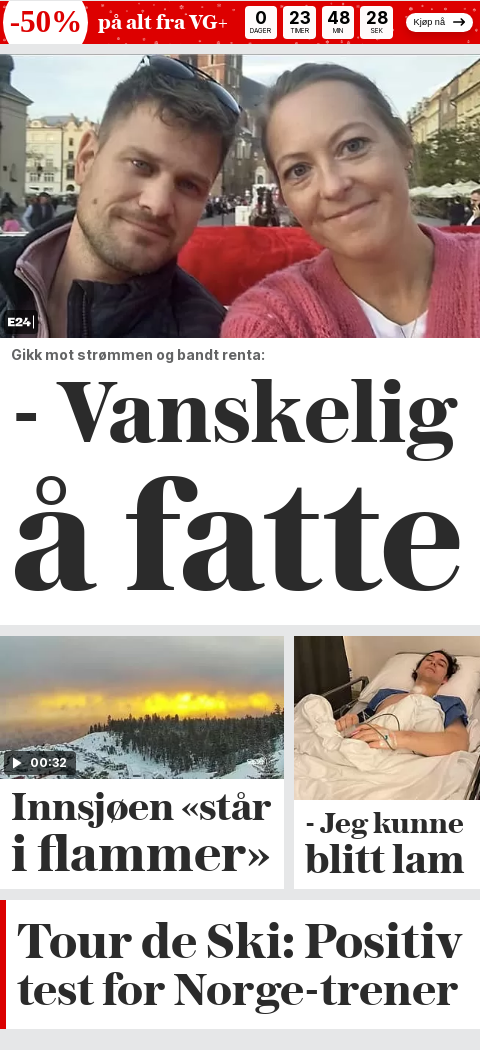 -50% på alt fra VG+ 0 23 48 28 Kjøp nå
DAGER TIMER MIN SEK
E24
Gikk mot strømmen og bandt renta:
- Vanskelig
å fatte
00:32
Innsjøen «står
i flammer»
- Jeg kunne
blitt lam
Tour de Ski: Positiv
test for Norge-trener